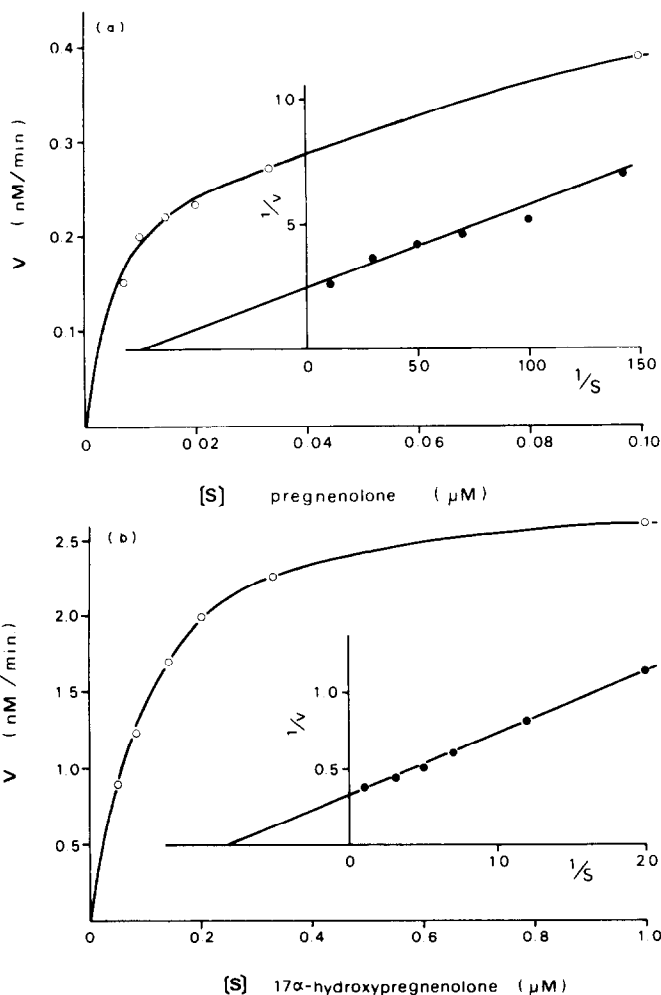 (a)
0.4
0.3
0.2
0.1
V (nM/min)
10
5
1/v
0 50 100 150
1/S
0 0.02 0.04 0.06 0.08 0.10
[S] pregnenolone (μM)
(b)
2.5
2.0
1.5
1.0
0.5
0
V (nM/min)
1.0
0.5
1/v
0 10 20
1/S
0 0.2 0.4 0.6 0.8 1.0
[S] 17α-hydroxypregnenolone (μM)